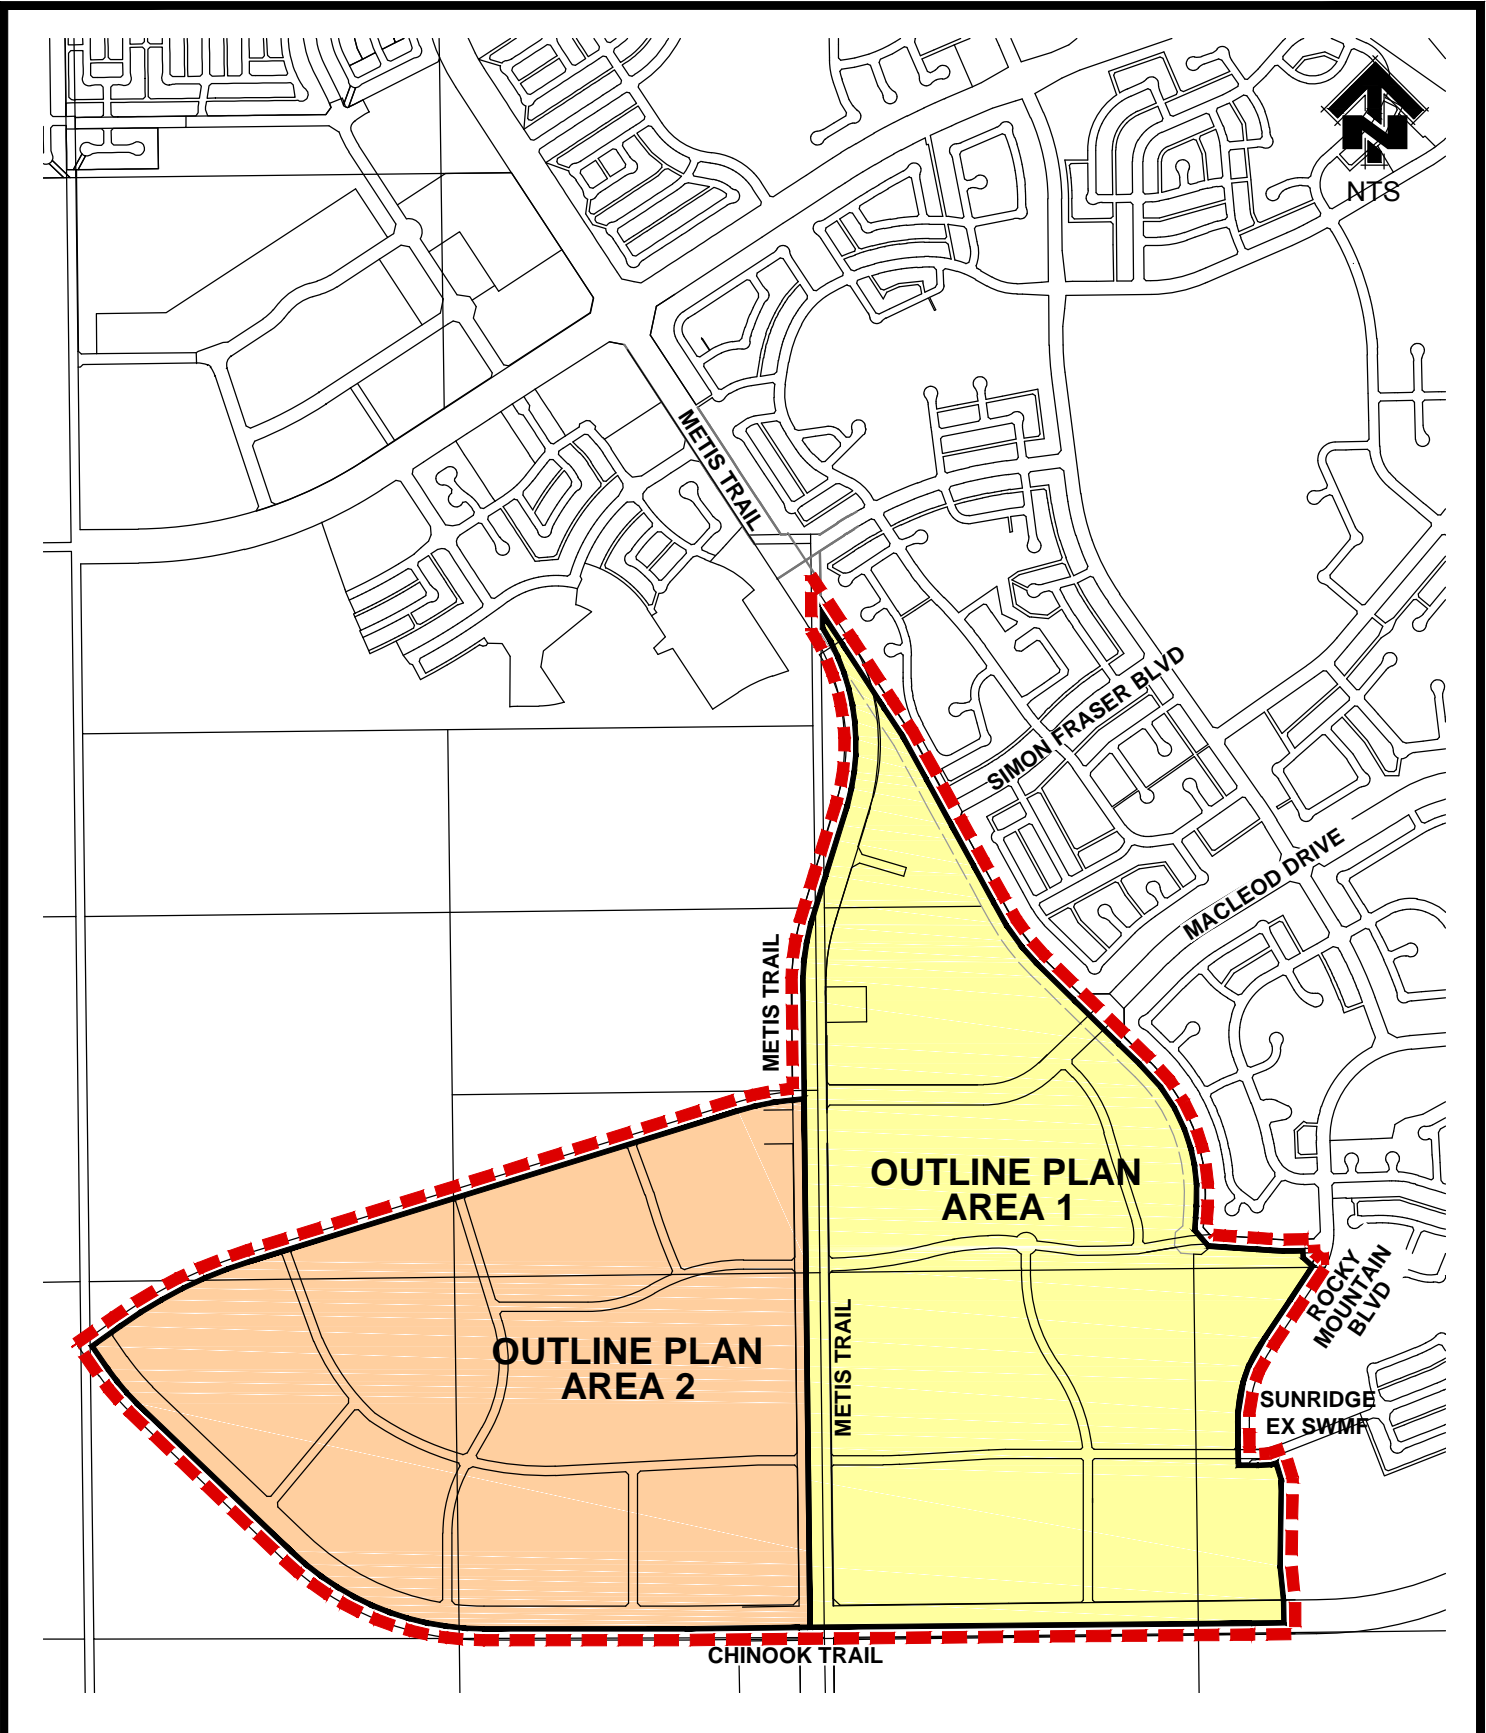 N
NTS
METIS TRAIL
SIMON FRASER BLVD
MACLEOD DRIVE
METIS TRAIL
OUTLINE PLAN
AREA 1
ROCKY
MOUNTAIN
BLVD
OUTLINE PLAN
AREA 2
METIS TRAIL
SUNRIDGE
EX SWMF
CHINOOK TRAIL